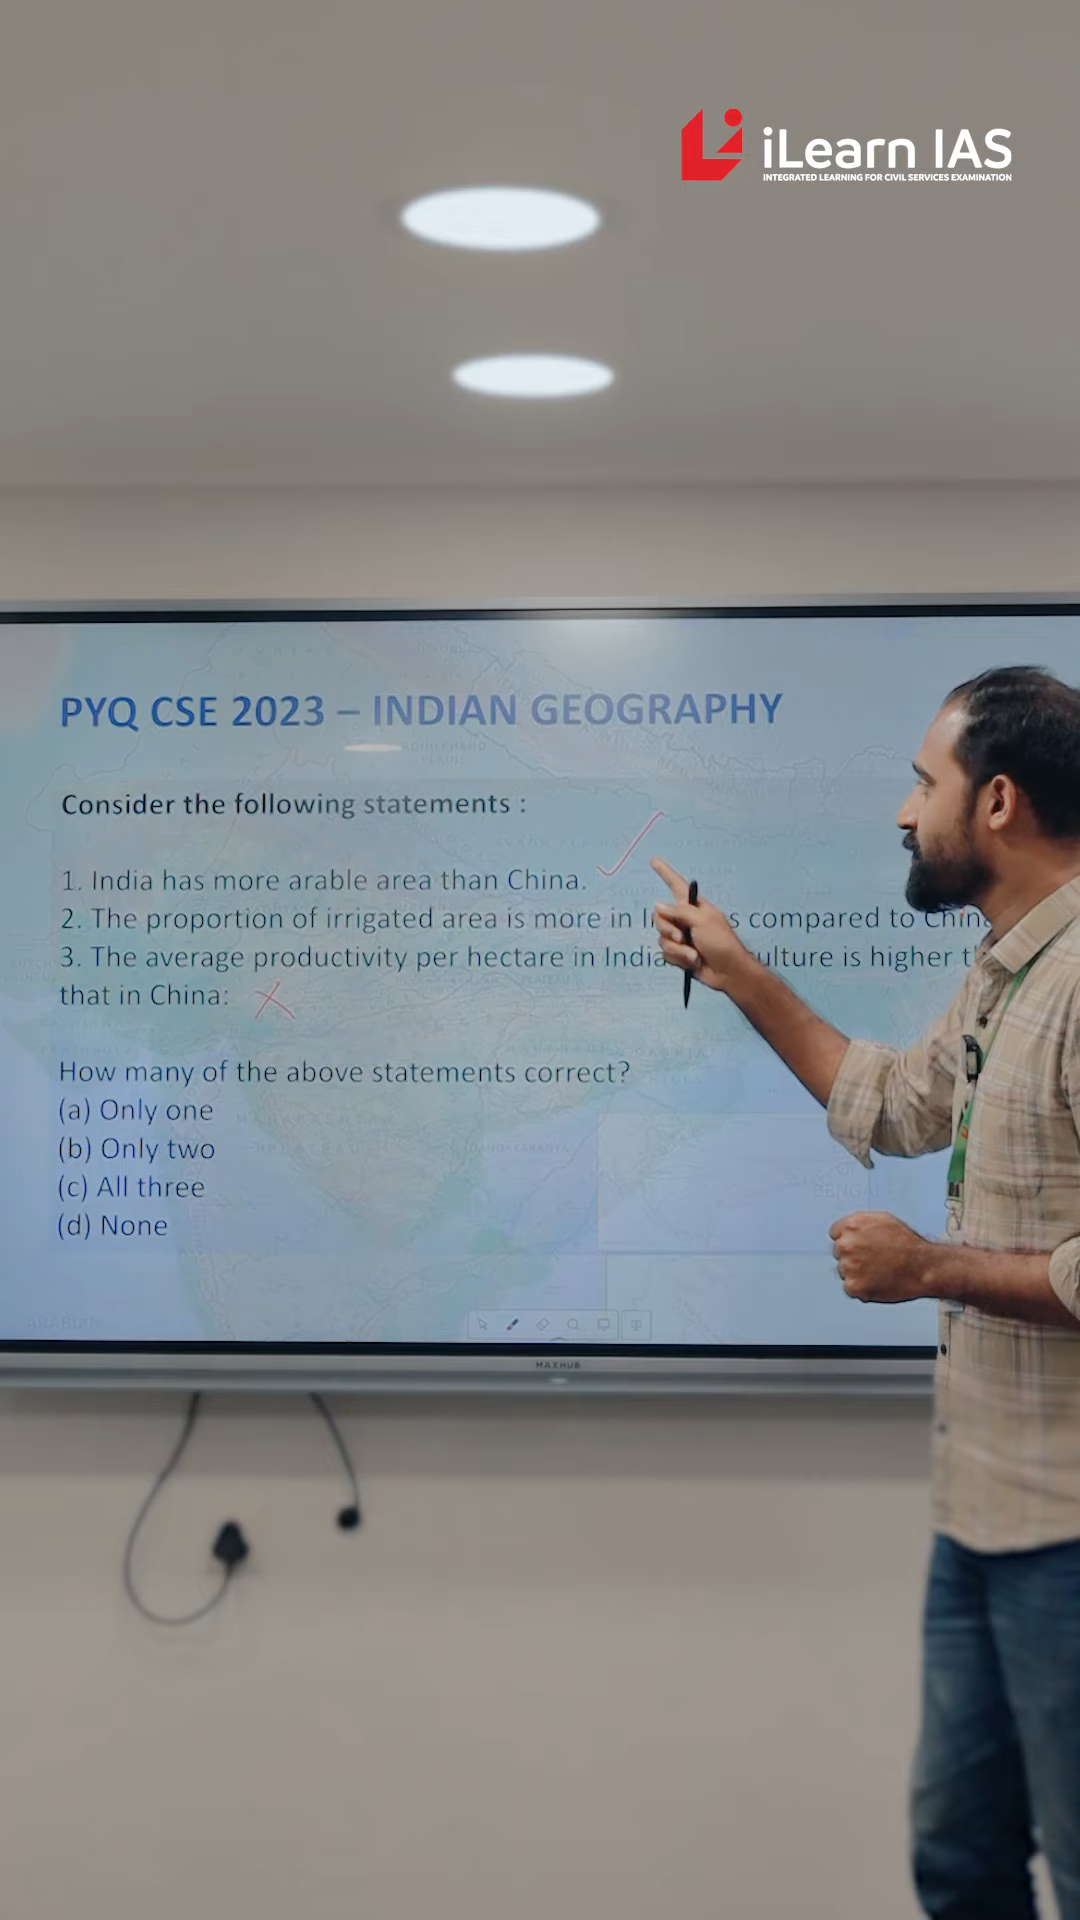 iLearn IAS
INTEGRATED LEARNING FOR CIVIL SERVICES EXAMINATION
PYQ CSE 2023 – INDIAN GEOGRAPHY
Consider the following statements :
1. India has more arable area than China.
2. The proportion of irrigated area is more in compared to
3. The average productivity per hectare in India is higher
that in China:
How many of the above statements correct?
(a) Only one
(b) Only two
(c) All three
(d) None
ARABIAN
BENGAL
MAXHUB